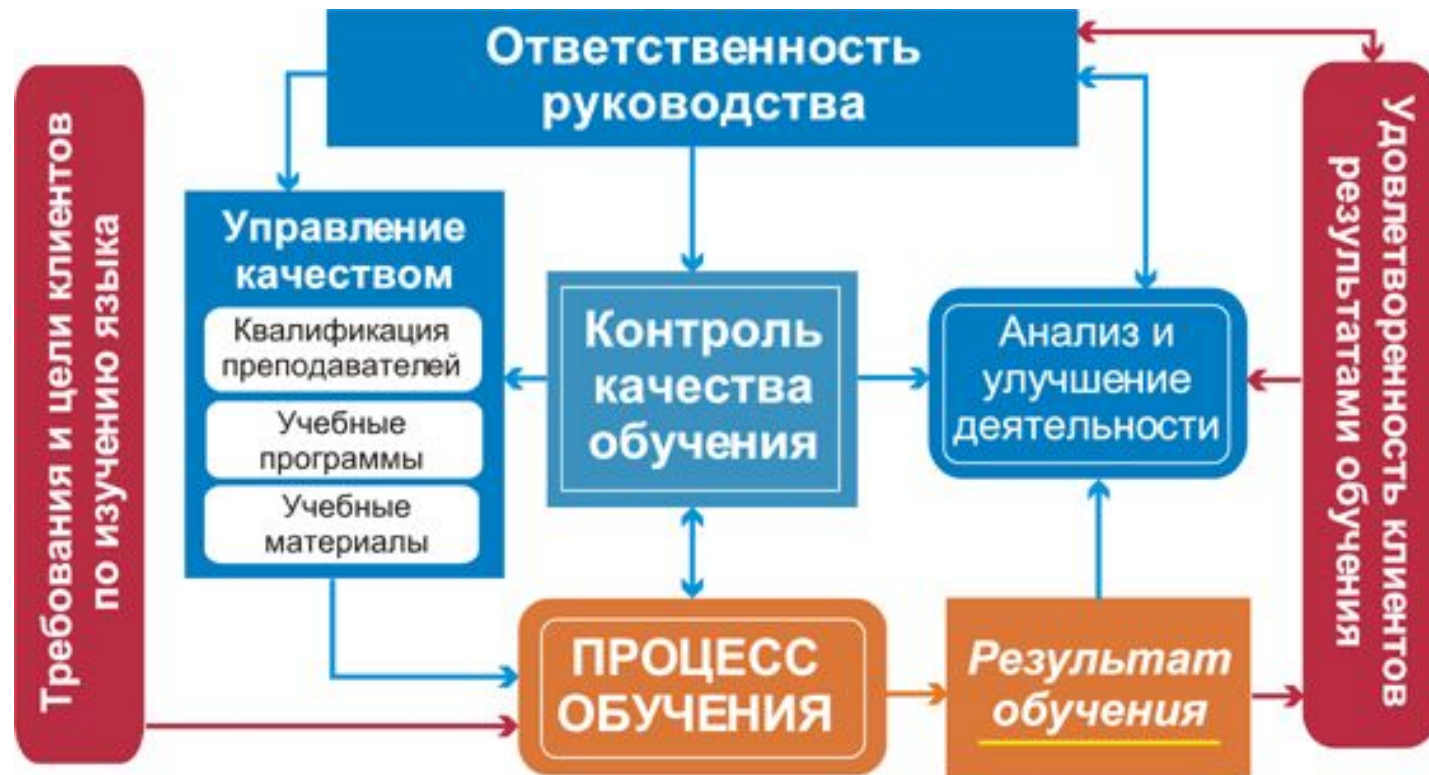 Ответственность
руководства
Требования и цели клиентов
по изучению языка
Управление
качеством
Квалификация
преподавателей
Учебные
программы
Учебные
материалы
Контроль
качества
обучения
Анализ и
улучшение
деятельности
Удовлетворенность клиентов
результатами обучения
ПРОЦЕСС
ОБУЧЕНИЯ
Результат
обучения